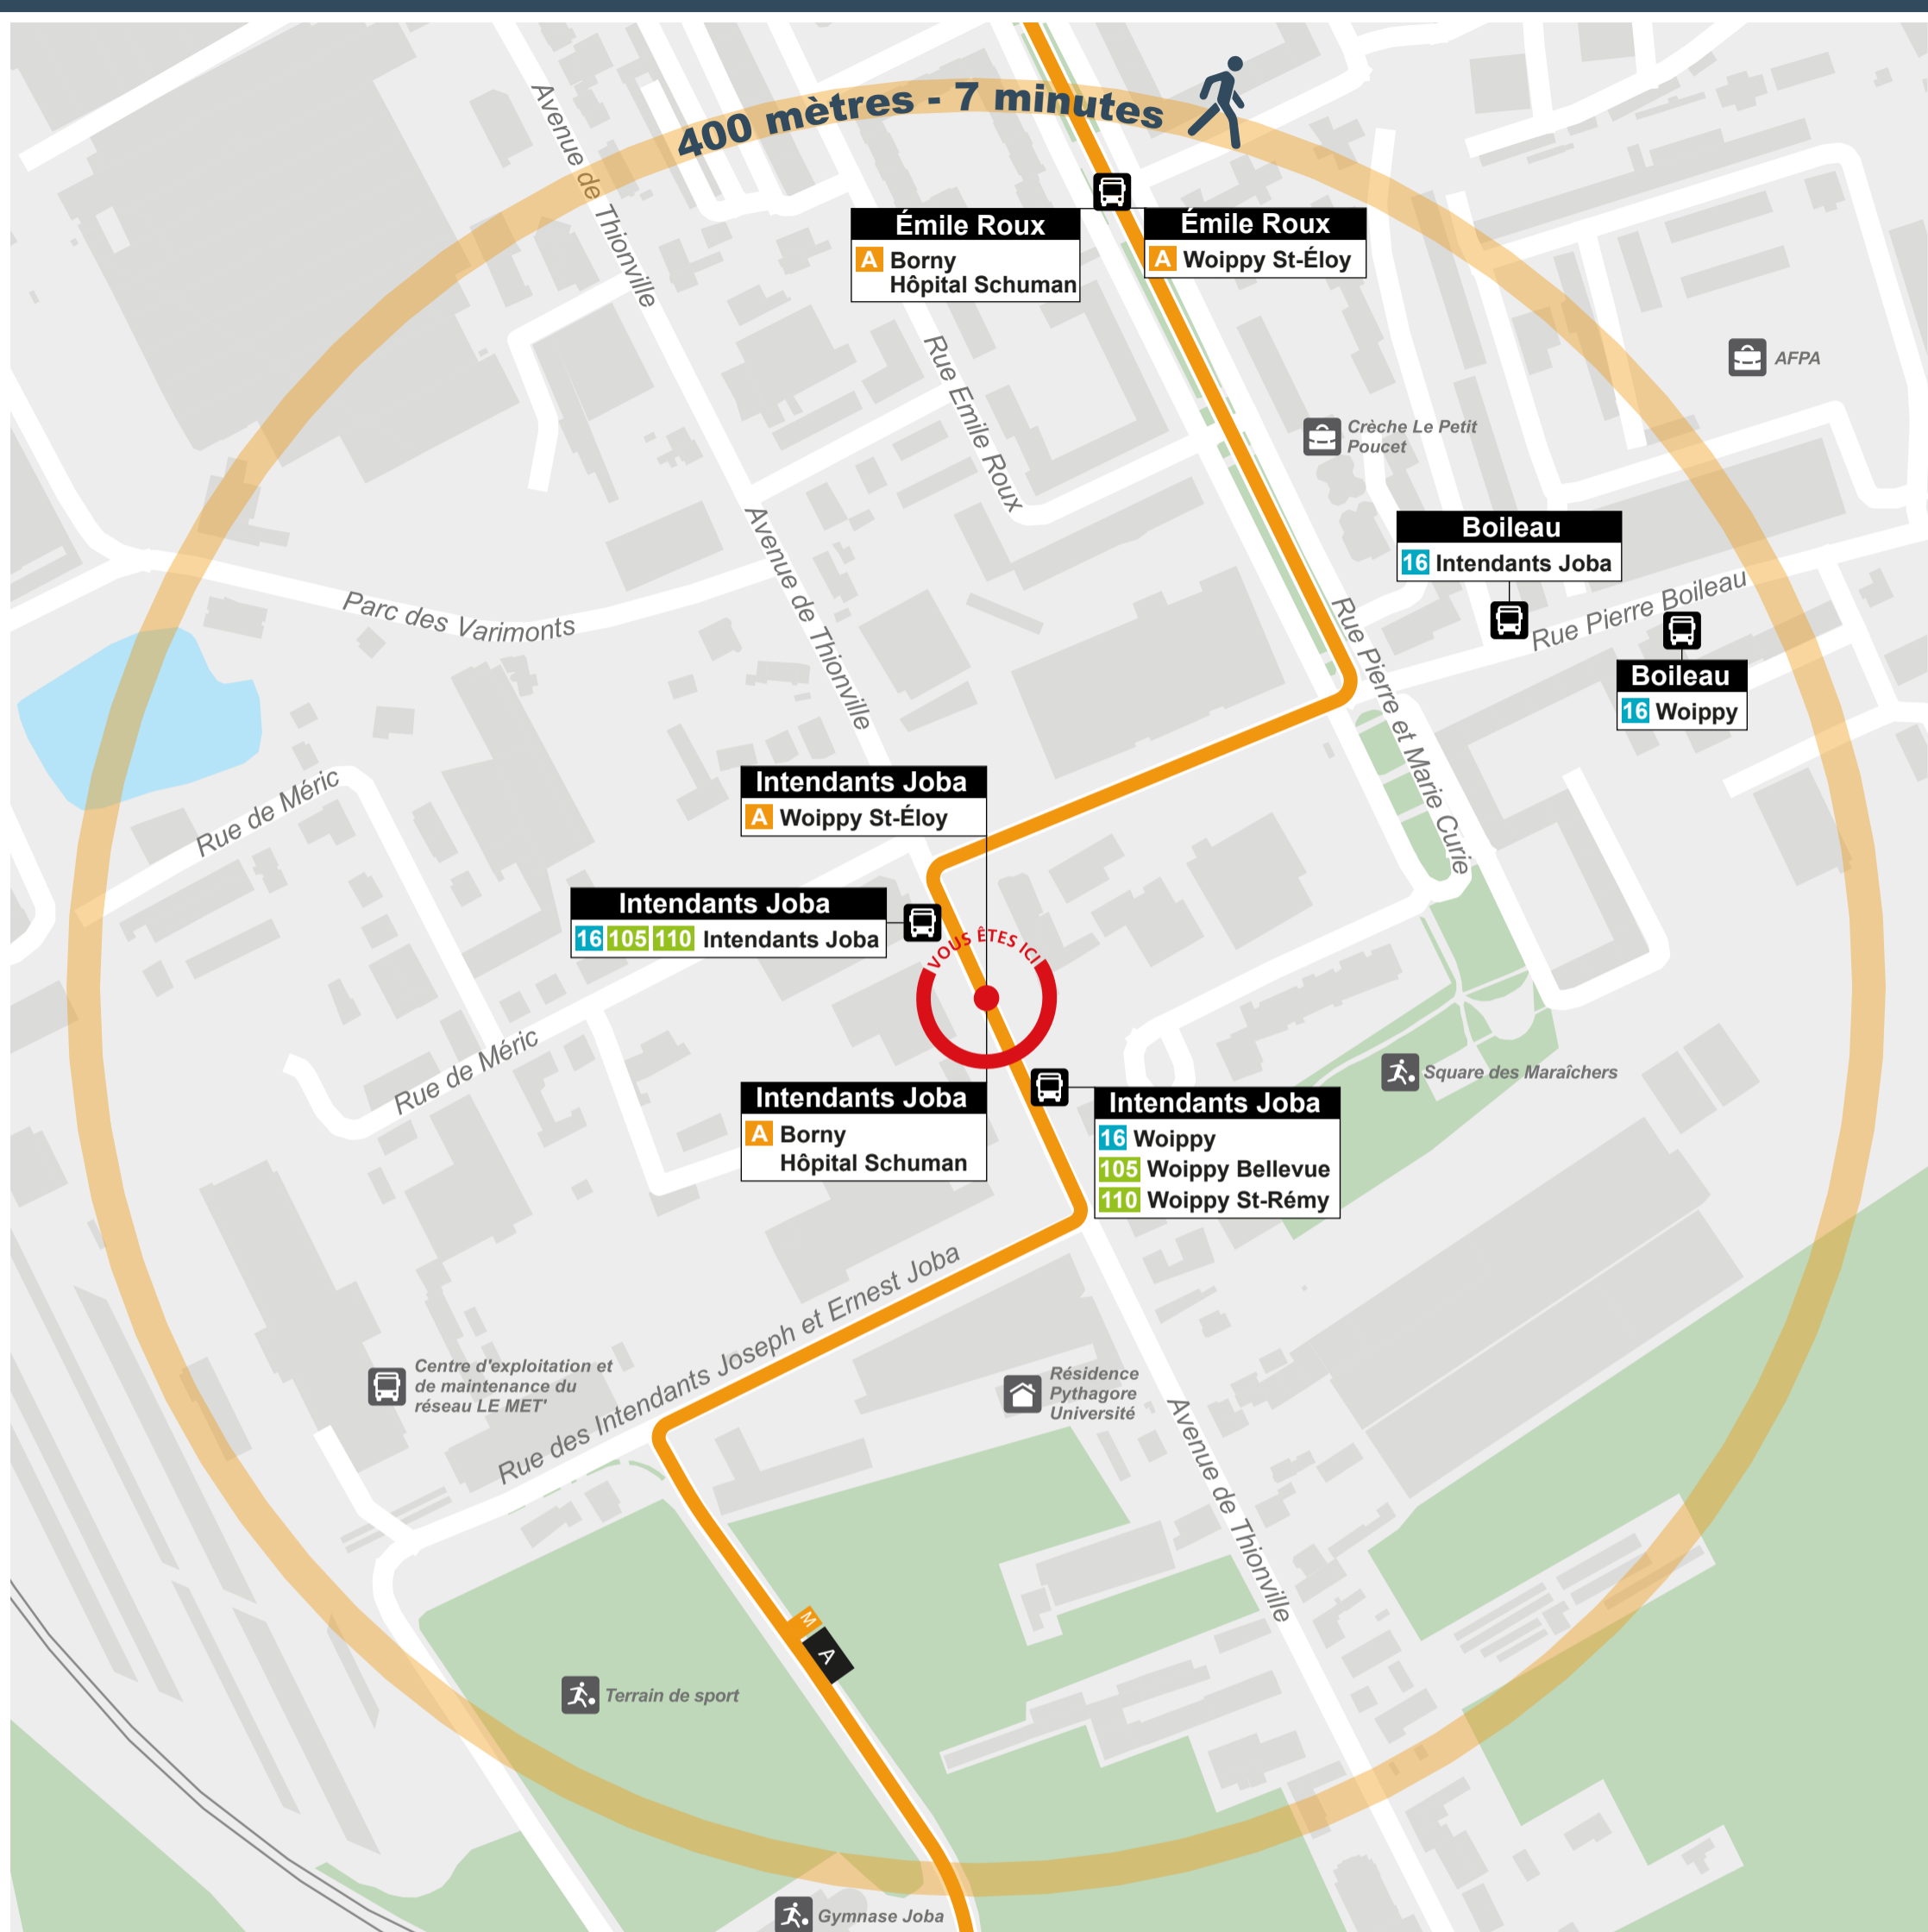 400 mètres - 7 minutes
Avenue de Thionville
Émile Roux
A Borny
Hôpital Schuman
Émile Roux
A Woippy St-Éloy
Rue Emile Roux
AFPA
Crèche Le Petit
Poucet
Boileau
16 Intendants Joba
Rue Pierre Boileau
Boileau
16 Woippy
Avenue de Thionville
Parc des Varimonts
Rue Pierre et Marie Curie
Rue de Méric
Intendants Joba
A Woippy St-Éloy
Intendants Joba
16 105 110 Intendants Joba
VOUS ÊTES ICI
Rue de Méric
Square des Maraîchers
Intendants Joba
A Borny
Hôpital Schuman
Intendants Joba
16 Woippy
105 Woippy Bellevue
110 Woippy St-Rémy
Rue des Intendants Joseph et Ernest Joba
Centre d'exploitation et
de maintenance du
réseau LE MET'
Résidence
Pythagore
Université
Avenue de Thionville
M
A
Terrain de sport
Gymnase Joba